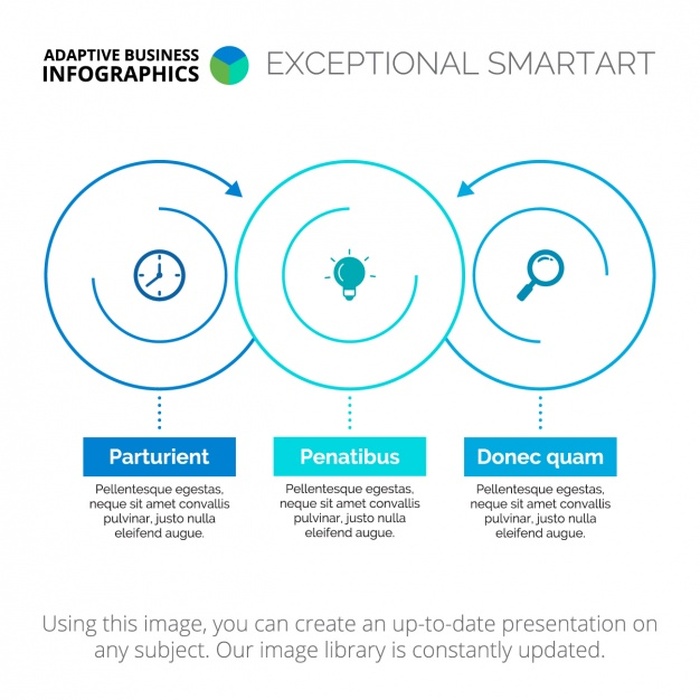 ADAPTIVE BUSINESS
INFOGRAPHICS
EXCEPTIONAL SMARTART
Parturient
Pellentesque egestas,
neque sit amet convallis
pulvinar, justo nulla
eleifend augue.
Penatibus
Pellentesque egestas,
neque sit amet convallis
pulvinar, justo nulla
eleifend augue.
Donec quam
Pellentesque egestas,
neque sit amet convallis
pulvinar, justo nulla
eleifend augue.
Using this image, you can create an up-to-date presentation on
any subject. Our image library is constantly updated.